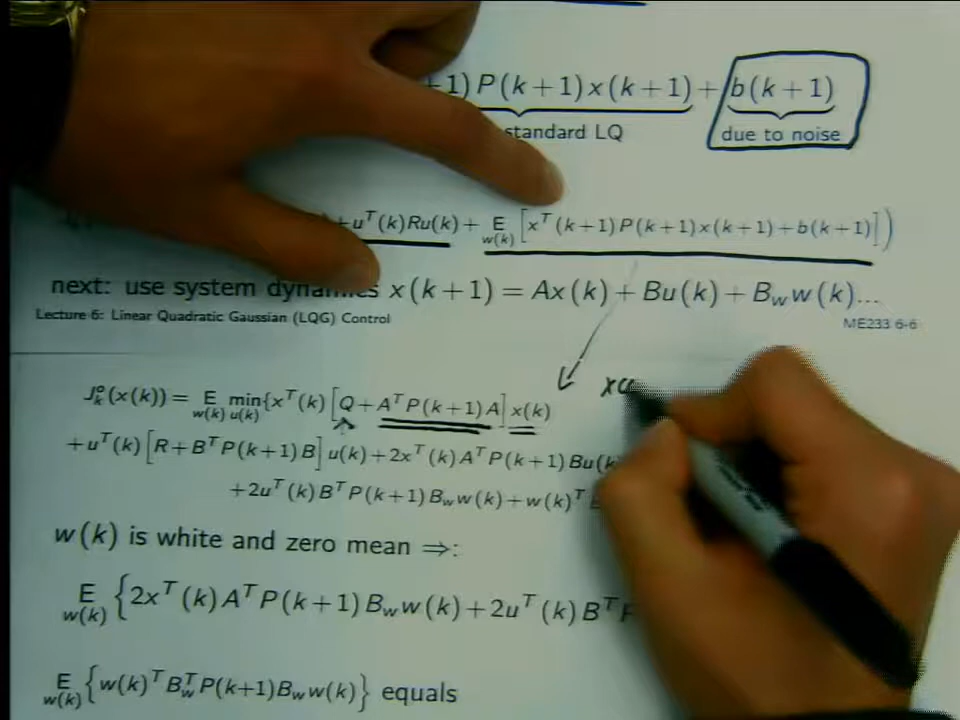 +1) P(k+1)x(k+1) + b(k+1)
standard LQ due to noise
+u^T(k)Ru(k)+ E_{w(k)} [x^T(k+1)P(k+1)x(k+1)+b(k+1)])
next: use system dynamics x(k+1) = Ax(k) + Bu(k) + B_w w(k)...
Lecture 6: Linear Quadratic Gaussian (LQG) Control ME233 6-6
J_k^o(x(k)) = E_{w(k)} min_{u(k)} {x^T(k) [Q + A^T P(k+1) A] x(k)
+u^T(k) [R + B^T P(k+1) B] u(k) + 2x^T(k) A^T P(k+1) Bu(k
+2u^T(k) B^T P(k+1) B_w w(k) + w(k)^T
w(k) is white and zero mean ⇒:
E_{w(k)} {2x^T(k) A^T P(k+1) B_w w(k) + 2u^T(k) B^T P
E_{w(k)} {w(k)^T B_w^T P(k+1) B_w w(k)} equals